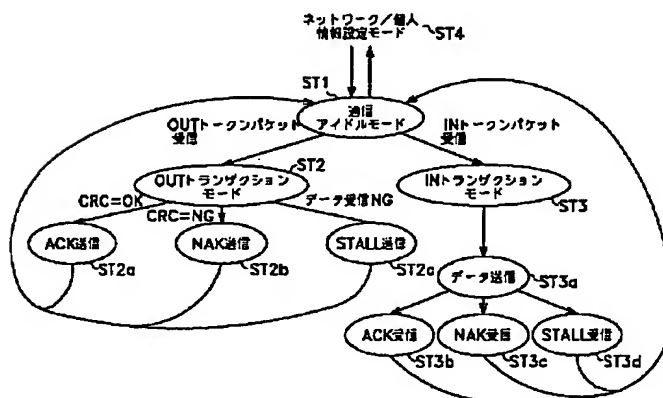 ネットワーク/個人
情報設定モード
ST4
ST1
通信
アイドルモード
OUTトークンパケット
受信
INトークンパケット
受信
ST2
OUTトランザクション
モード
INトランザクション
モード
ST3
CRC=OK
CRC=NG
データ受信NG
ACK送信
NAK送信
STALL送信
ST2a
ST2b
ST2a
データ送信
ST3a
ACK受信
NAK受信
STALL受信
ST3b
ST3c
ST3d